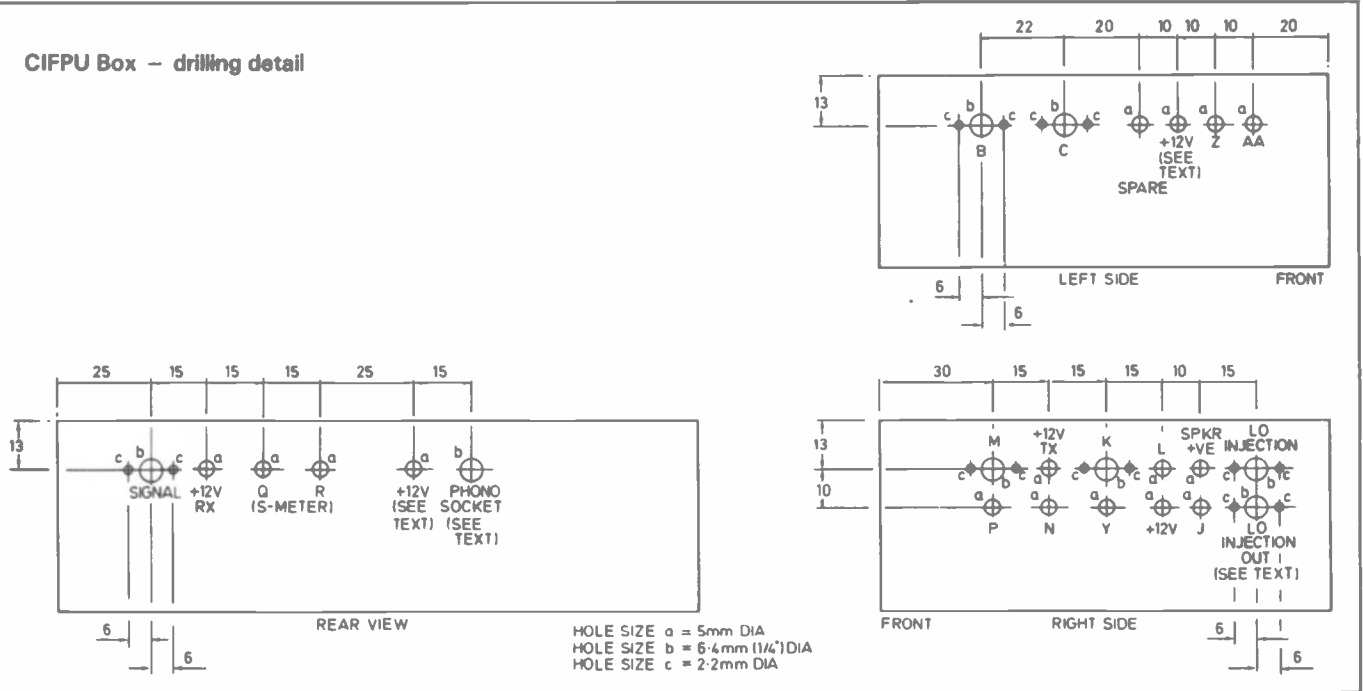 CIFPU Box – drilling detail
22 20 10 10 10 20
13
b b a a a a
c c c c
B C +12V Z AA
(SEE
TEXT)
SPARE
LEFT SIDE FRONT
6
6
25 15 15 15 25 15
13
b a a a a b
c c
SIGNAL +12V Q R +12V PHONO
RX (S-METER) (SEE SOCKET
TEXT) (SEE
TEXT)
REAR VIEW
6
6
HOLE SIZE a = 5mm DIA
HOLE SIZE b = 6·4mm (1/4") DIA
HOLE SIZE c = 2·2mm DIA
30 15 15 15 10 15
13
10
M +12V K L SPKR LO
TX +VE INJECTION
c c a c c a a c b c
b b
a a a a a c b c
P N Y +12V J LO
INJECTION
OUT
(SEE TEXT)
FRONT RIGHT SIDE
6
6